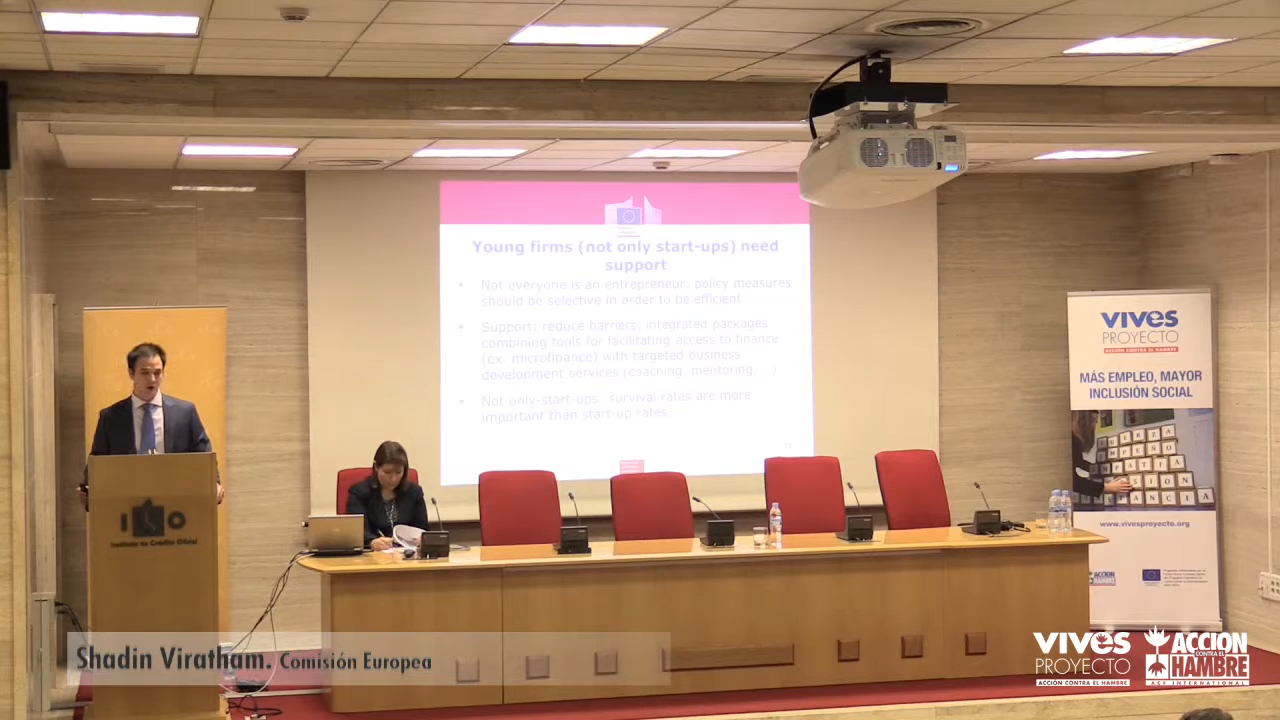 Young firms (not only start-ups) need
support
• Not everyone is an entrepreneur: policy measures
should be selective in order to be efficient
• Support: reduce barriers, integrated packages
combining tools for facilitating access to finance
(ex. microfinance) with targeted business
development services (coaching, mentoring,...)
• Not only-start-ups: survival rates are more
important than start-up rates
ICO
Instituto de Crédito Oficial
VIVES
PROYECTO
ACCIÓN CONTRA EL HAMBRE
MÁS EMPLEO, MAYOR
INCLUSIÓN SOCIAL
www.vivesproyecto.org
ACCION
HAMBRE
Shadin Viratham. Comisión Europea
VIVES
PROYECTO
ACCIÓN CONTRA EL HAMBRE
ACCION
CONTRA EL
HAMBRE
ACF INTERNATIONAL